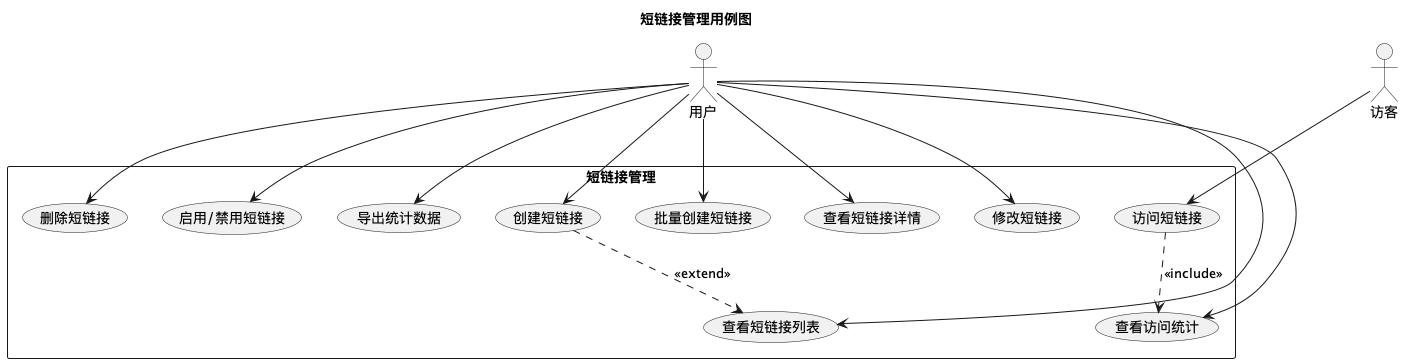 短链接管理用例图
用户
访客
短链接管理
删除短链接
启用/禁用短链接
导出统计数据
创建短链接
批量创建短链接
查看短链接详情
修改短链接
访问短链接
«extend»
«include»
查看短链接列表
查看访问统计